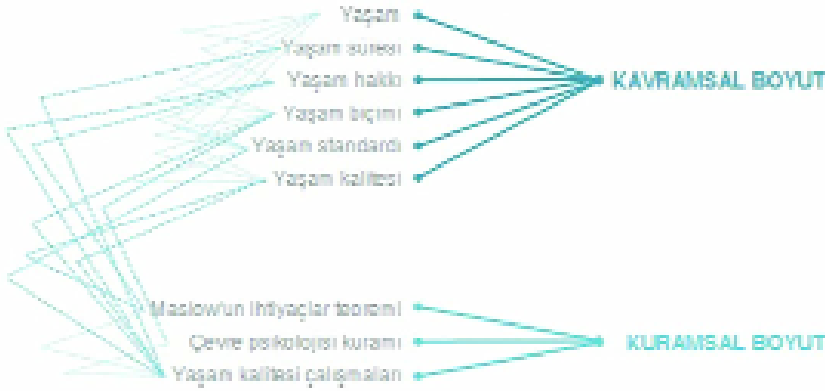 Yaşam
Yaşam süresi
Yaşam hakkı
KAVRAMSAL BOYUT
Yaşam biçimi
Yaşam standardı
Yaşam kalitesi
Maslow'un ihtiyaçlar teoremi
Çevre psikolojisi kuramı
KURAMSAL BOYUT
Yaşam kalitesi çalışmaları